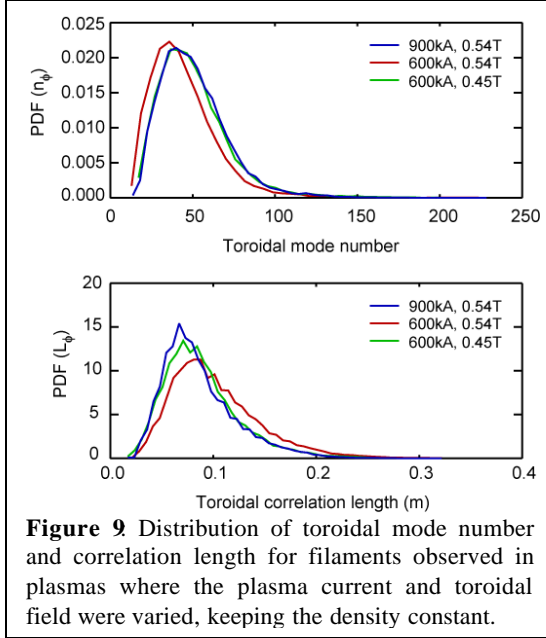 0.025
0.020
0.015
0.010
0.005
0.000
PDF (nϕ)
900kA, 0.54T
600kA, 0.54T
600kA, 0.45T
0 50 100 150 200 250
Toroidal mode number
20
15
10
5
0
PDF (Lϕ)
900kA, 0.54T
600kA, 0.54T
600kA, 0.45T
0.0 0.1 0.2 0.3 0.4
Toroidal correlation length (m)
Figure 9: Distribution of toroidal mode number
and correlation length for filaments observed in
plasmas where the plasma current and toroidal
field were varied, keeping the density constant.